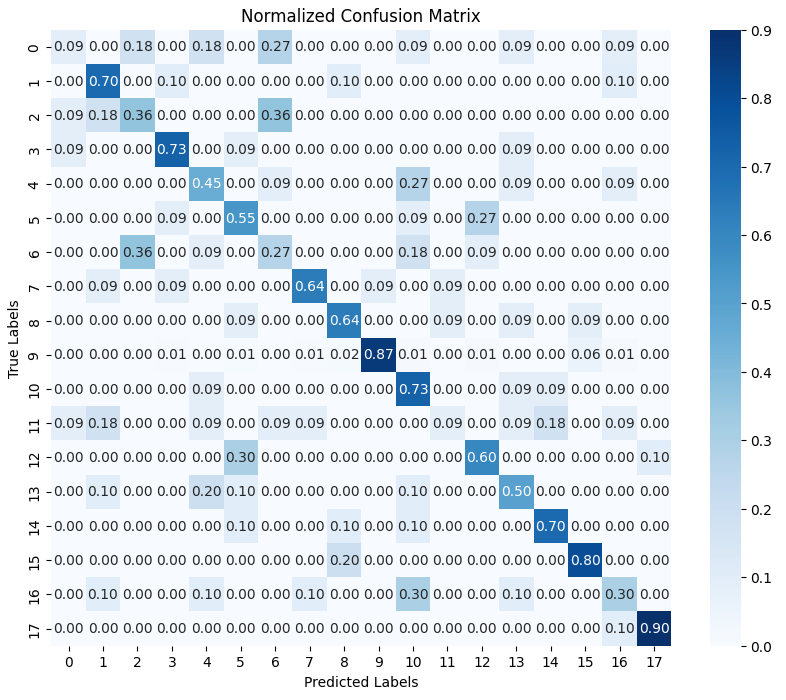 Normalized Confusion Matrix
0 0.09 0.00 0.18 0.00 0.18 0.00 0.27 0.00 0.00 0.00 0.09 0.00 0.00 0.09 0.00 0.00 0.09 0.00
1 0.00 0.70 0.00 0.10 0.00 0.00 0.00 0.00 0.10 0.00 0.00 0.00 0.00 0.00 0.00 0.00 0.10 0.00
2 0.09 0.18 0.36 0.00 0.00 0.00 0.36 0.00 0.00 0.00 0.00 0.00 0.00 0.00 0.00 0.00 0.00 0.00
3 0.09 0.00 0.00 0.73 0.00 0.09 0.00 0.00 0.00 0.00 0.00 0.00 0.00 0.09 0.00 0.00 0.00 0.00
4 0.00 0.00 0.00 0.00 0.45 0.00 0.09 0.00 0.00 0.00 0.27 0.00 0.00 0.09 0.00 0.00 0.09 0.00
5 0.00 0.00 0.00 0.09 0.00 0.55 0.00 0.00 0.00 0.00 0.09 0.00 0.27 0.00 0.00 0.00 0.00 0.00
6 0.00 0.00 0.36 0.00 0.09 0.00 0.27 0.00 0.00 0.00 0.18 0.00 0.09 0.00 0.00 0.00 0.00 0.00
7 0.00 0.09 0.00 0.09 0.00 0.00 0.00 0.64 0.00 0.09 0.00 0.09 0.00 0.00 0.00 0.00 0.00 0.00
8 0.00 0.00 0.00 0.00 0.00 0.09 0.00 0.00 0.64 0.00 0.00 0.09 0.00 0.09 0.00 0.09 0.00 0.00
9 0.00 0.00 0.00 0.01 0.00 0.01 0.00 0.01 0.02 0.87 0.01 0.00 0.01 0.00 0.00 0.06 0.01 0.00
10 0.00 0.00 0.00 0.00 0.09 0.00 0.00 0.00 0.00 0.00 0.73 0.00 0.00 0.09 0.09 0.00 0.00 0.00
11 0.09 0.18 0.00 0.00 0.09 0.00 0.09 0.09 0.00 0.00 0.00 0.09 0.00 0.09 0.18 0.00 0.09 0.00
12 0.00 0.00 0.00 0.00 0.00 0.30 0.00 0.00 0.00 0.00 0.00 0.00 0.60 0.00 0.00 0.00 0.00 0.10
13 0.00 0.10 0.00 0.00 0.20 0.10 0.00 0.00 0.00 0.00 0.10 0.00 0.00 0.50 0.00 0.00 0.00 0.00
14 0.00 0.00 0.00 0.00 0.00 0.10 0.00 0.00 0.10 0.00 0.10 0.00 0.00 0.00 0.70 0.00 0.00 0.00
15 0.00 0.00 0.00 0.00 0.00 0.00 0.00 0.00 0.20 0.00 0.00 0.00 0.00 0.00 0.00 0.80 0.00 0.00
16 0.00 0.10 0.00 0.00 0.10 0.00 0.00 0.10 0.00 0.00 0.30 0.00 0.00 0.10 0.00 0.00 0.30 0.00
17 0.00 0.00 0.00 0.00 0.00 0.00 0.00 0.00 0.00 0.00 0.00 0.00 0.00 0.00 0.00 0.00 0.10 0.90
0 1 2 3 4 5 6 7 8 9 10 11 12 13 14 15 16 17
Predicted Labels
True Labels
0.9
0.8
0.7
0.6
0.5
0.4
0.3
0.2
0.1
0.0